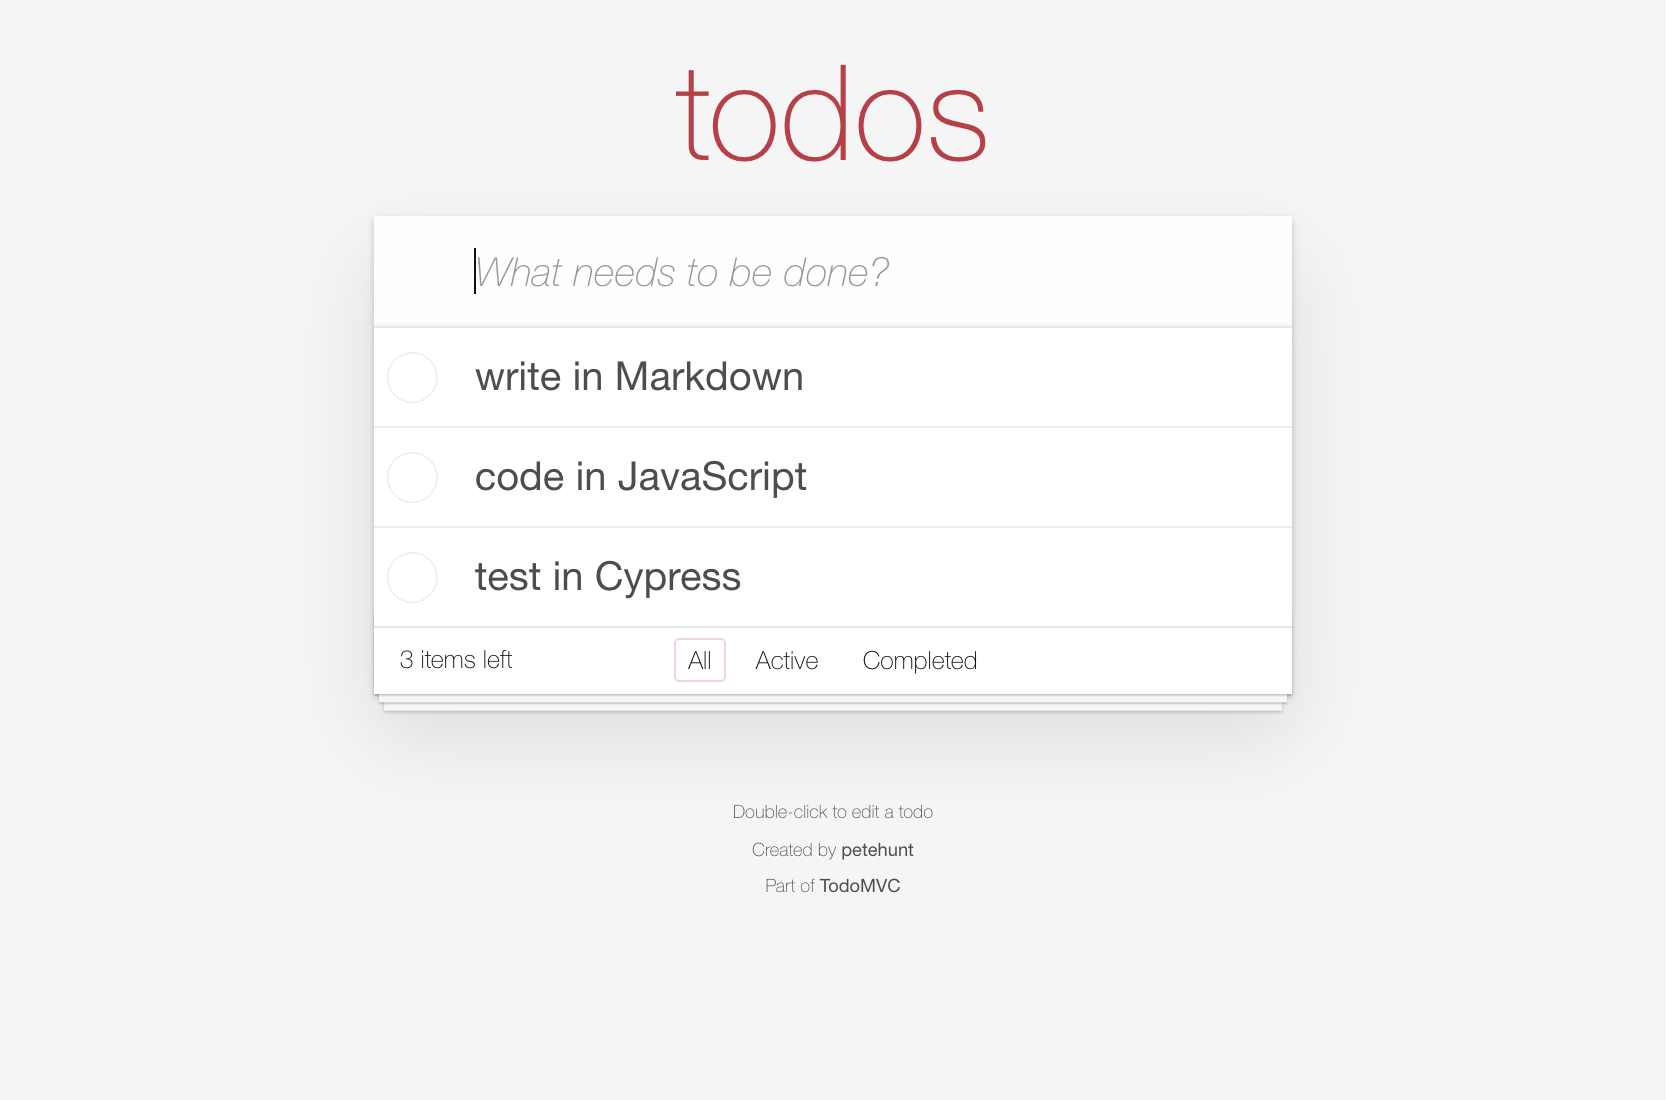 todos
What needs to be done?
write in Markdown
code in JavaScript
test in Cypress
3 items left All Active Completed
Double-click to edit a todo
Created by petehunt
Part of TodoMVC